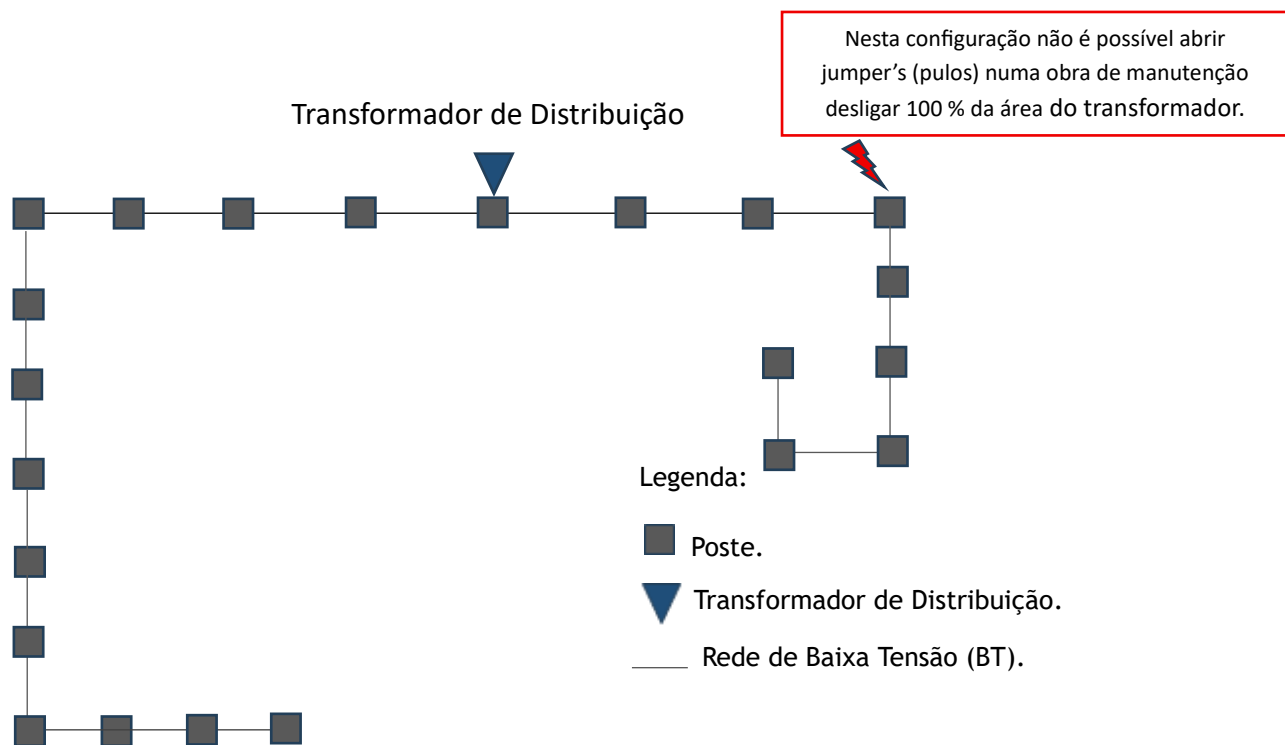 Nesta configuração não é possível abrir
jumper’s (pulos) numa obra de manutenção
desligar 100 % da área do transformador.
Transformador de Distribuição
Legenda:
Poste.
Transformador de Distribuição.
Rede de Baixa Tensão (BT).